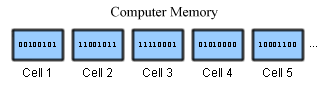 Computer Memory
00100101 11001011 11110001 01010000 10001100 ...
Cell 1 Cell 2 Cell 3 Cell 4 Cell 5